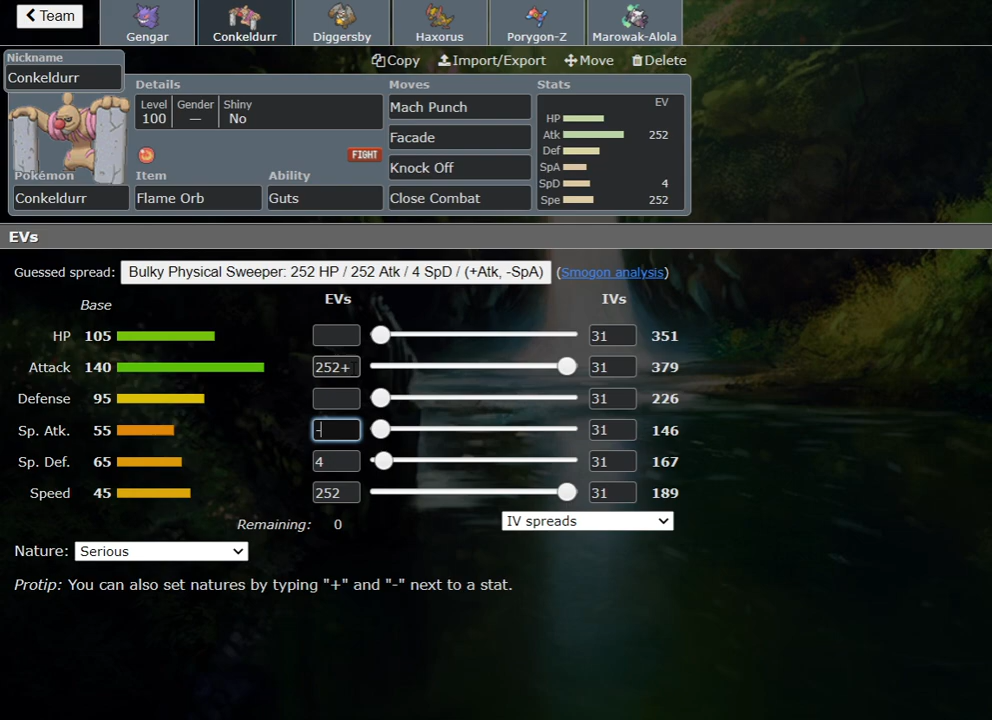 Team
Gengar
Conkeldurr
Diggersby
Haxorus
Porygon-Z
Marowak-Alola
Copy
Import/Export
Move
Delete
Nickname
Conkeldurr
Details
Level
100
Gender
—
Shiny
No
FIGHT
Pokémon
Conkeldurr
Item
Flame Orb
Ability
Guts
Moves
Mach Punch
Facade
Knock Off
Close Combat
Stats
EV
HP
Atk 252
Def
SpA
SpD 4
Spe 252
EVs
Guessed spread: Bulky Physical Sweeper: 252 HP / 252 Atk / 4 SpD / (+Atk, -SpA) (Smogon analysis)
Base EVs IVs
HP 105 31 351
Attack 140 252+ 31 379
Defense 95 31 226
Sp. Atk. 55 - 31 146
Sp. Def. 65 4 31 167
Speed 45 252 31 189
Remaining: 0 IV spreads
Nature: Serious
Protip: You can also set natures by typing "+" and "-" next to a stat.